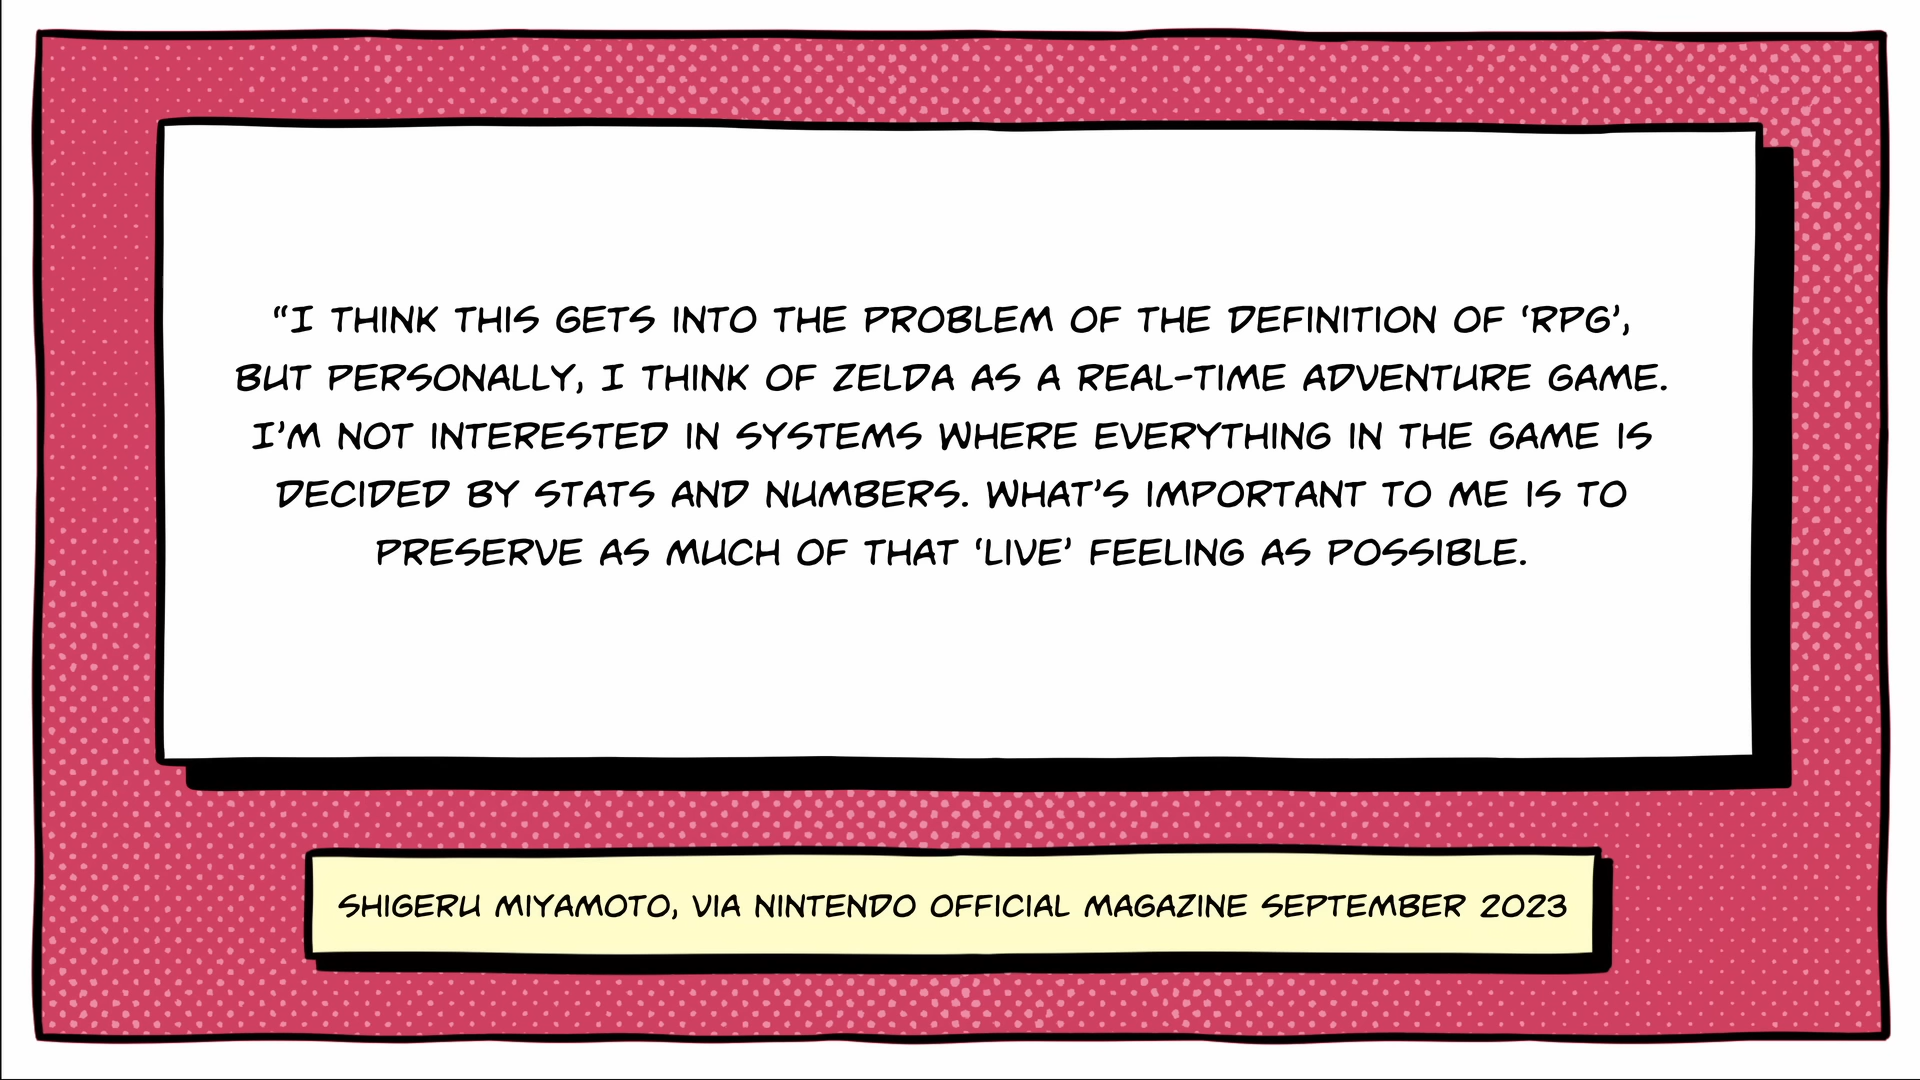 “I THINK THIS GETS INTO THE PROBLEM OF THE DEFINITION OF ‘RPG’,
BUT PERSONALLY, I THINK OF ZELDA AS A REAL-TIME ADVENTURE GAME.
I’M NOT INTERESTED IN SYSTEMS WHERE EVERYTHING IN THE GAME IS
DECIDED BY STATS AND NUMBERS. WHAT’S IMPORTANT TO ME IS TO
PRESERVE AS MUCH OF THAT ‘LIVE’ FEELING AS POSSIBLE.
SHIGERU MIYAMOTO, VIA NINTENDO OFFICIAL MAGAZINE SEPTEMBER 2023